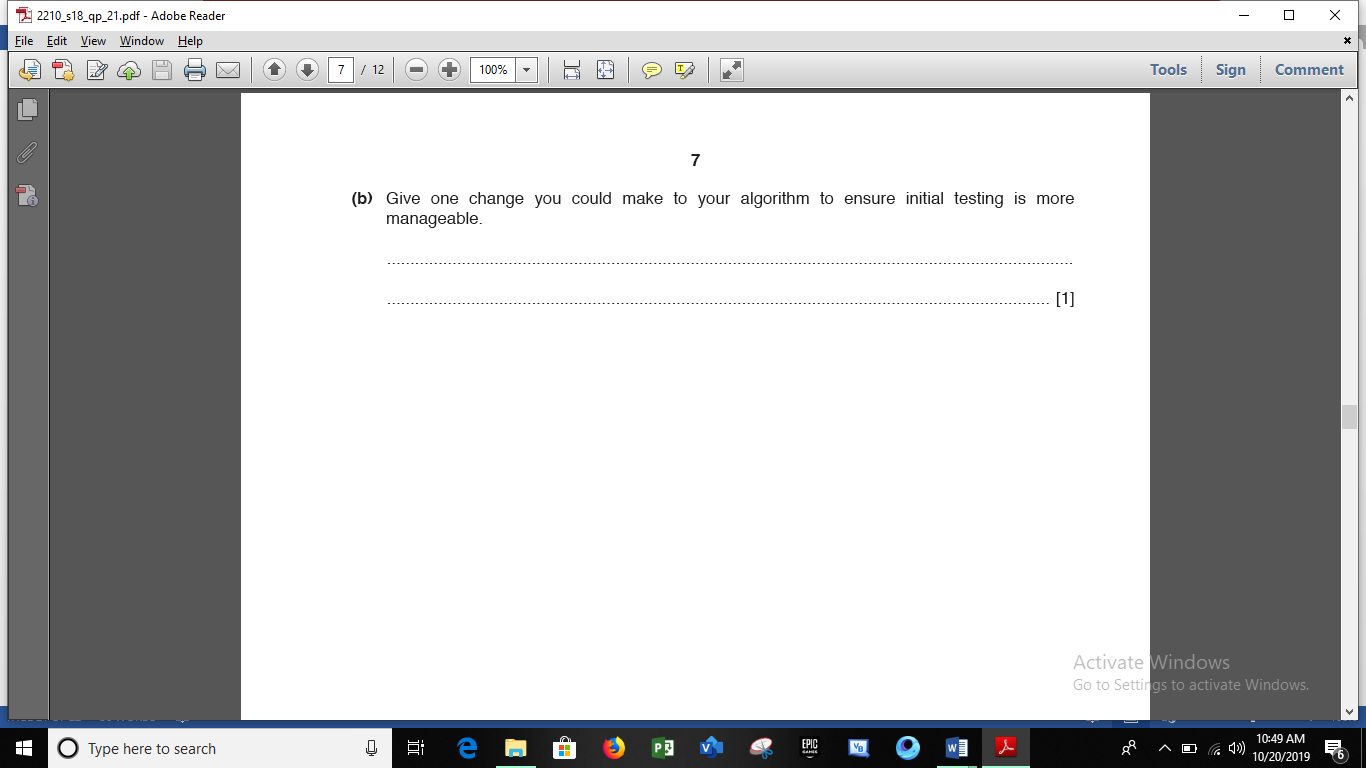 2210_s18_qp_21.pdf - Adobe Reader
File Edit View Window Help
7 / 12 100% Tools Sign Comment
7
(b) Give one change you could make to your algorithm to ensure initial testing is more
manageable.
[1]
Activate Windows
Go to Settings to activate Windows.
Type here to search
10:49 AM
10/20/2019
6